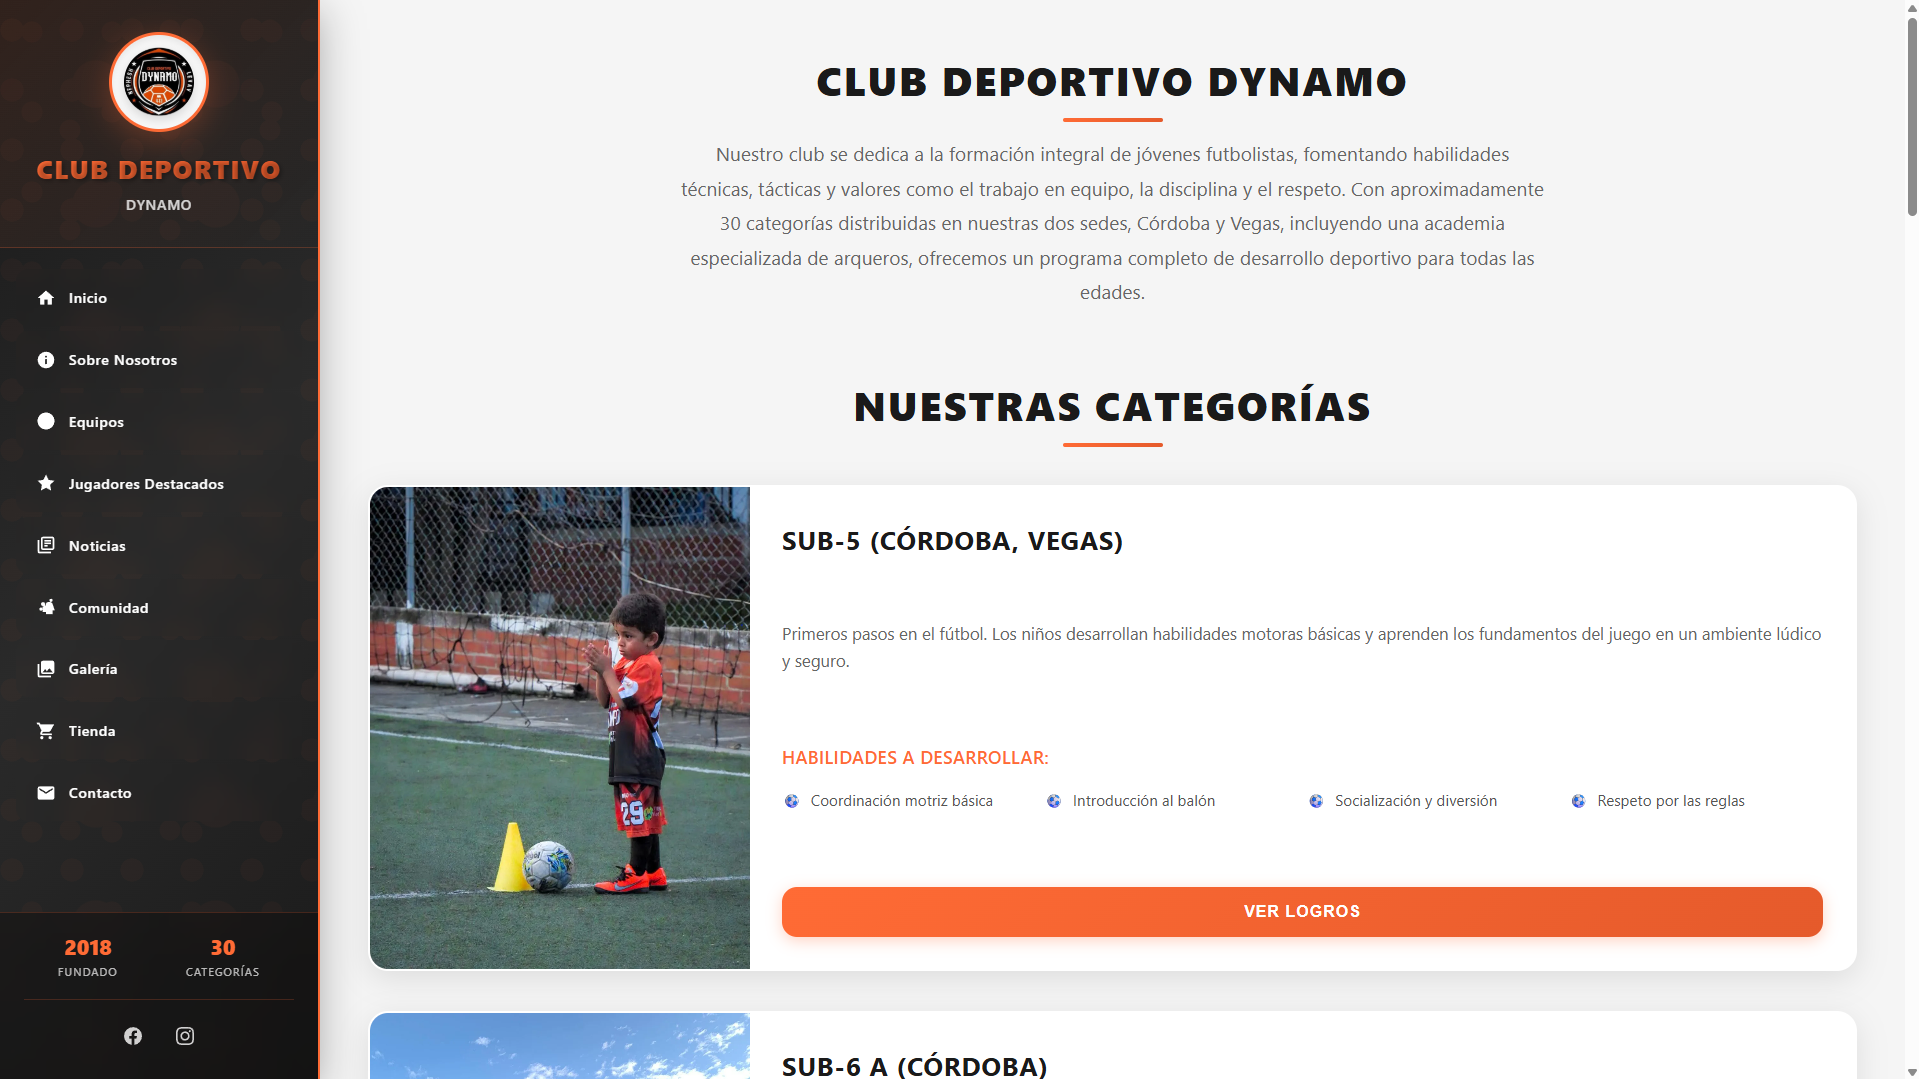 DYNAMO
CLUB DEPORTIVO
DYNAMO
Inicio
Sobre Nosotros
Equipos
Jugadores Destacados
Noticias
Comunidad
Galería
Tienda
Contacto
2018
FUNDADO
30
CATEGORÍAS
CLUB DEPORTIVO DYNAMO
Nuestro club se dedica a la formación integral de jóvenes futbolistas, fomentando habilidades
técnicas, tácticas y valores como el trabajo en equipo, la disciplina y el respeto. Con aproximadamente
30 categorías distribuidas en nuestras dos sedes, Córdoba y Vegas, incluyendo una academia
especializada de arqueros, ofrecemos un programa completo de desarrollo deportivo para todas las
edades.
NUESTRAS CATEGORÍAS
29
SUB-5 (CÓRDOBA, VEGAS)
Primeros pasos en el fútbol. Los niños desarrollan habilidades motoras básicas y aprenden los fundamentos del juego en un ambiente lúdico
y seguro.
HABILIDADES A DESARROLLAR:
Coordinación motriz básica
Introducción al balón
Socialización y diversión
Respeto por las reglas
VER LOGROS
SUB-6 A (CÓRDOBA)